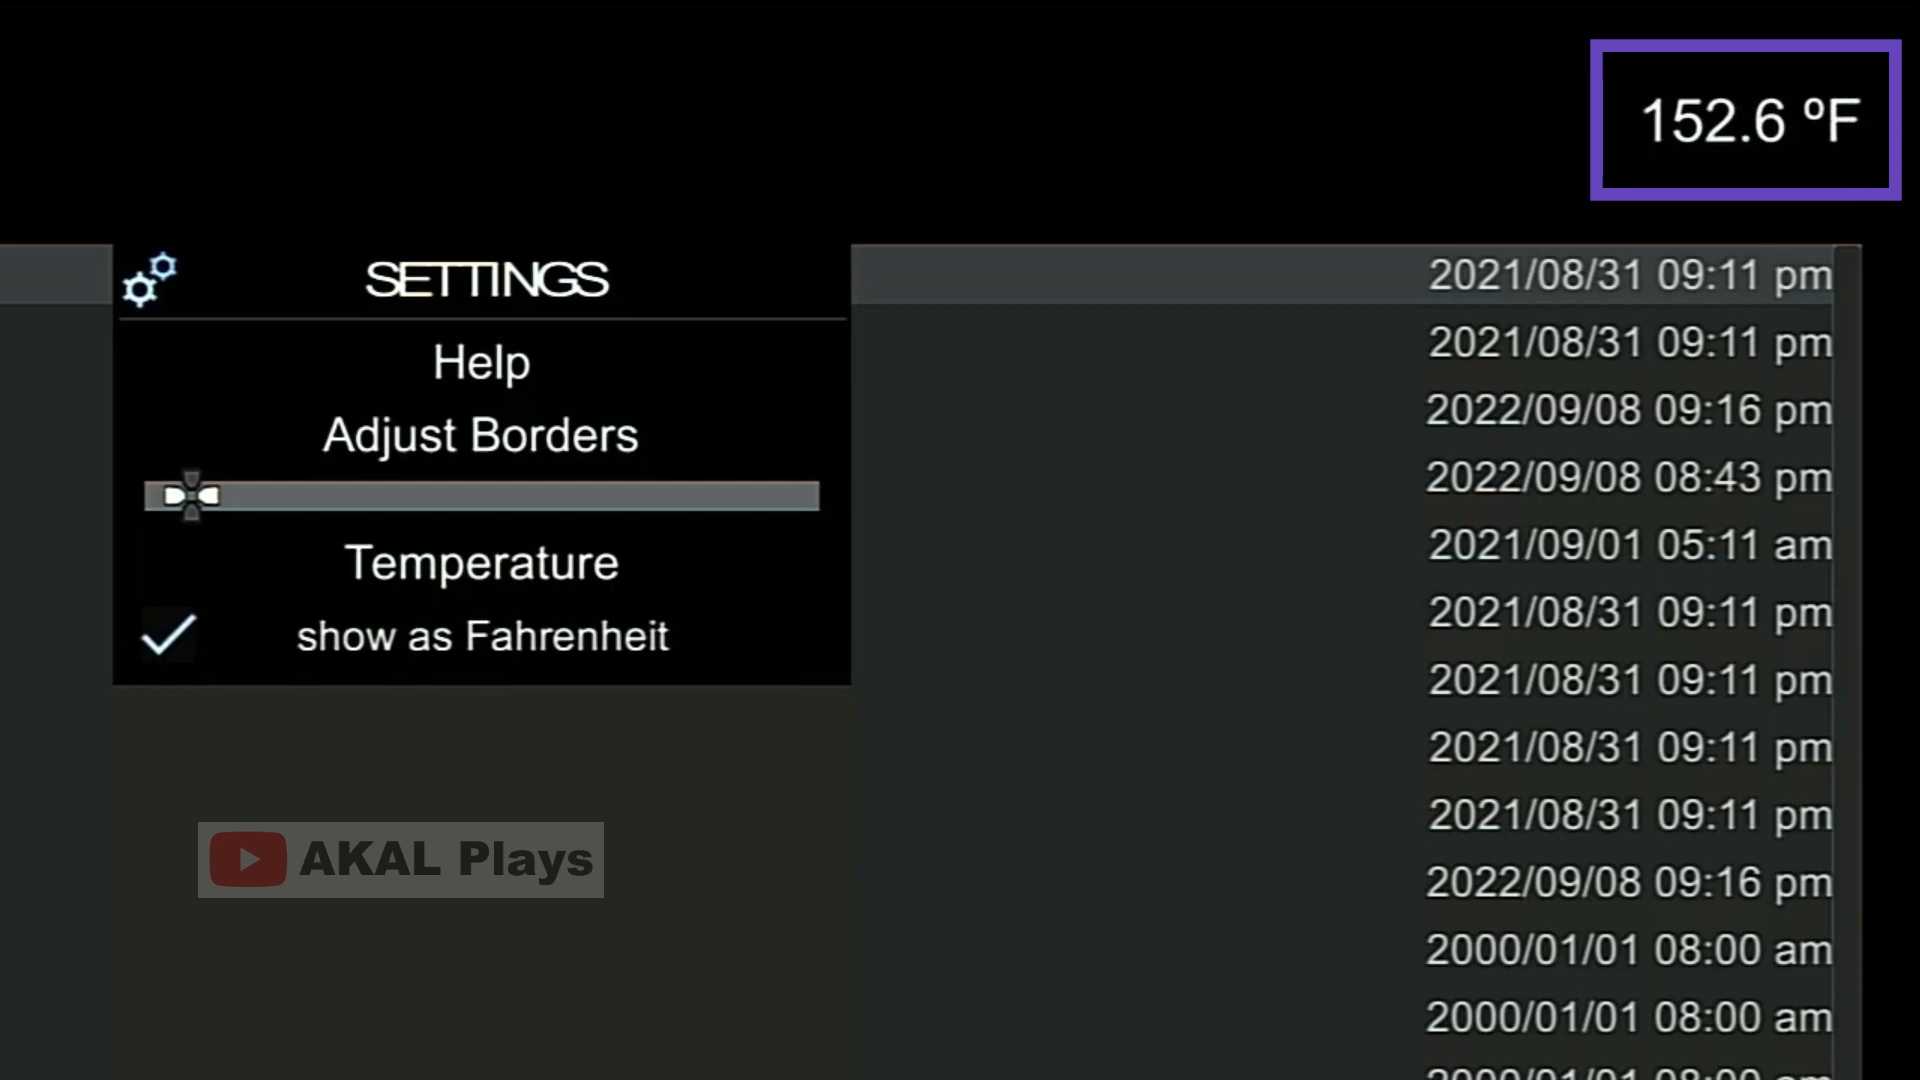 152.6 ºF
SETTINGS
Help
Adjust Borders
Temperature
show as Fahrenheit
2021/08/31 09:11 pm
2021/08/31 09:11 pm
2022/09/08 09:16 pm
2022/09/08 08:43 pm
2021/09/01 05:11 am
2021/08/31 09:11 pm
2021/08/31 09:11 pm
2021/08/31 09:11 pm
2021/08/31 09:11 pm
2022/09/08 09:16 pm
2000/01/01 08:00 am
2000/01/01 08:00 am
AKAL Plays